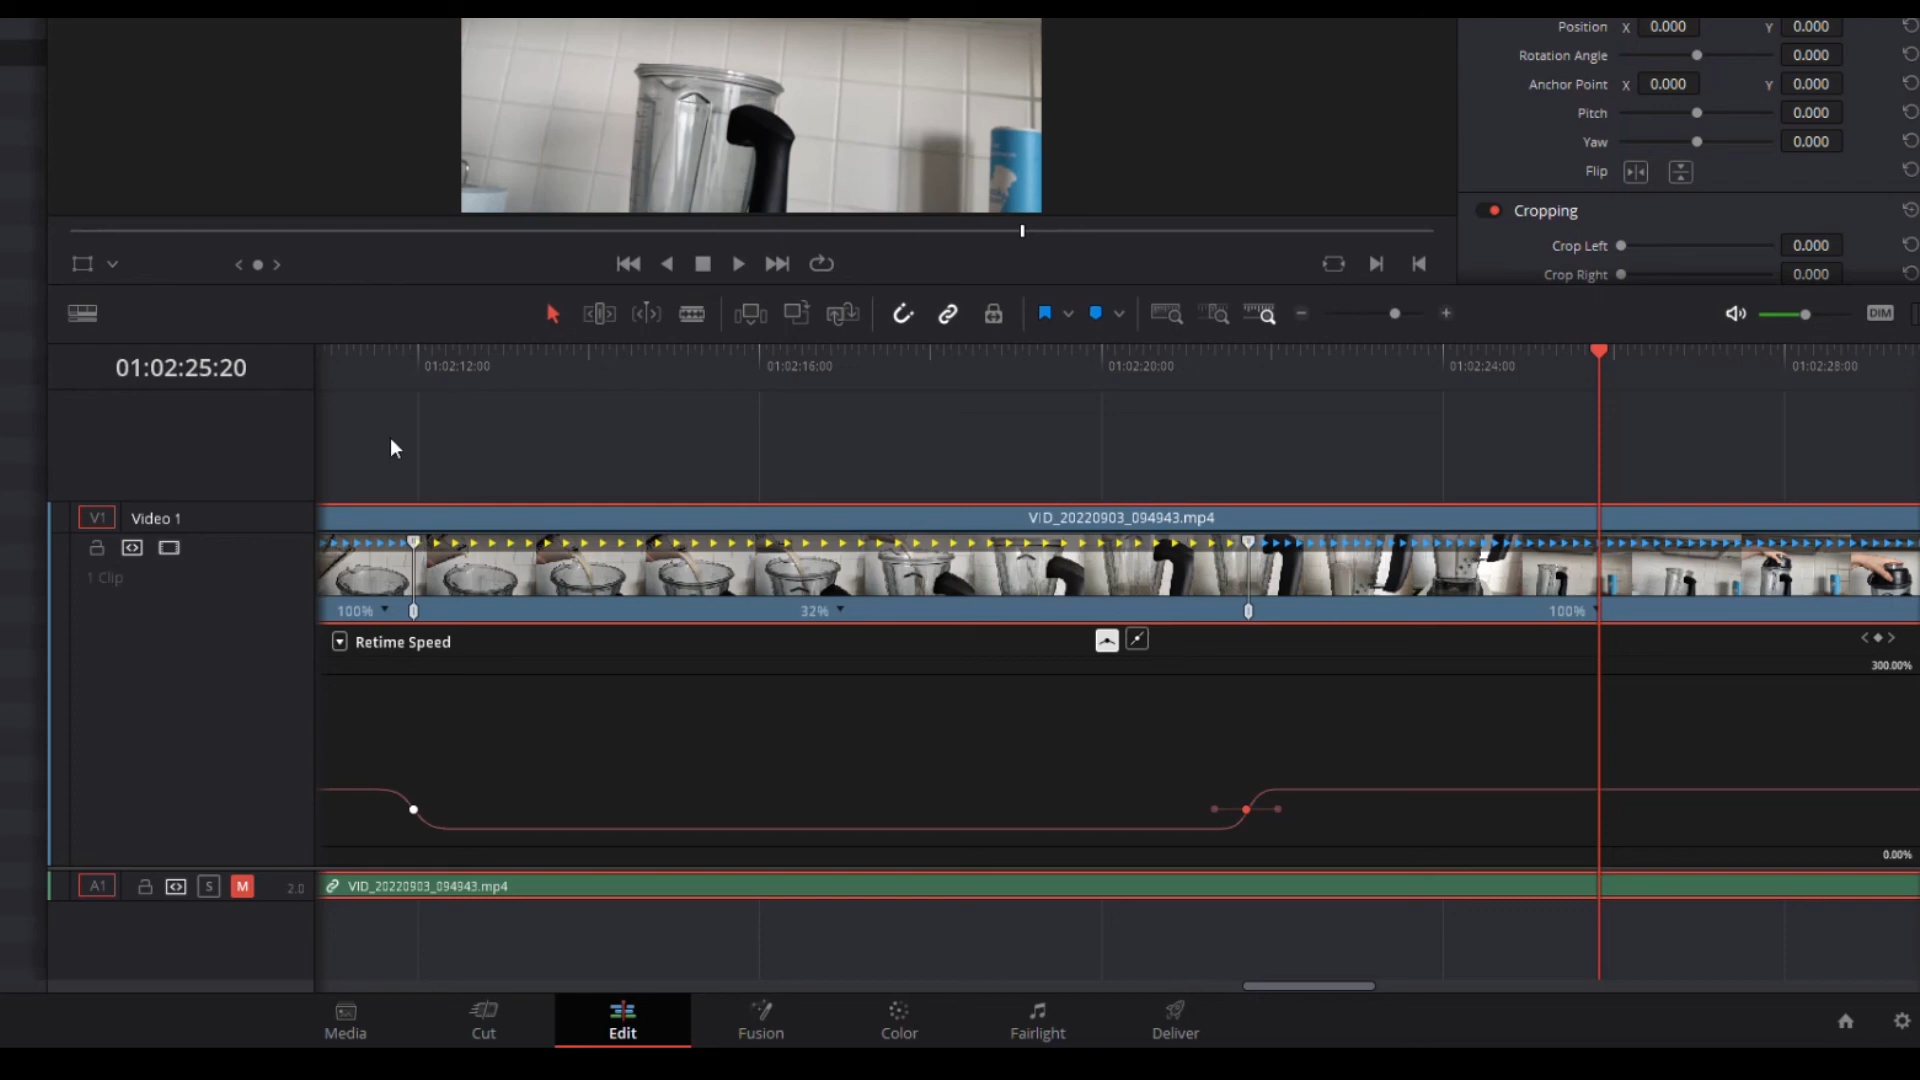 Position X 0.000 Y 0.000
Rotation Angle 0.000
Anchor Point X 0.000 Y 0.000
Pitch 0.000
Yaw 0.000
Flip
Cropping
Crop Left 0.000
Crop Right 0.000
DIM
01:02:25:20
01:02:12:00 01:02:16:00 01:02:20:00 01:02:24:00 01:02:28:00
V1 Video 1
VID_20220903_094943.mp4
1 Clip
100% 32% 100%
Retime Speed
300.00%
0.00%
A1 S M 2.0
VID_20220903_094943.mp4
Media Cut Edit Fusion Color Fairlight Deliver